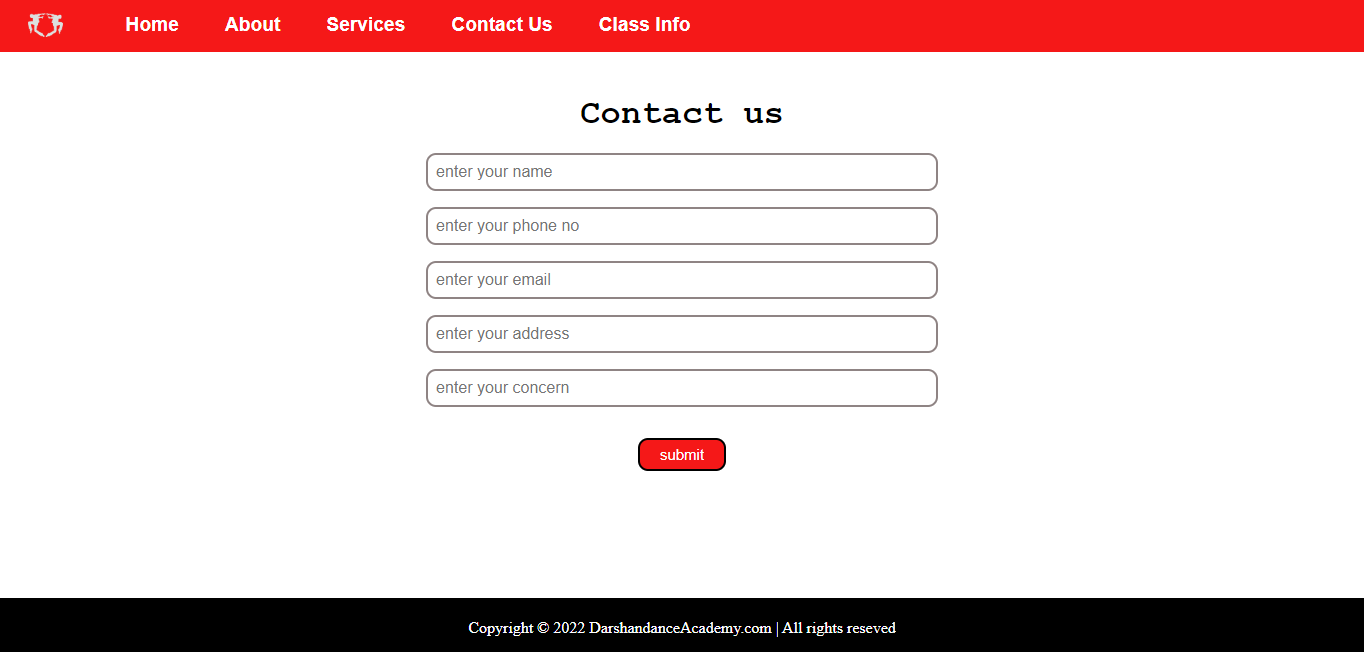 Home About Services Contact Us Class Info
Contact us
enter your name
enter your phone no
enter your email
enter your address
enter your concern
submit
Copyright © 2022 DarshandanceAcademy.com | All rights reseved